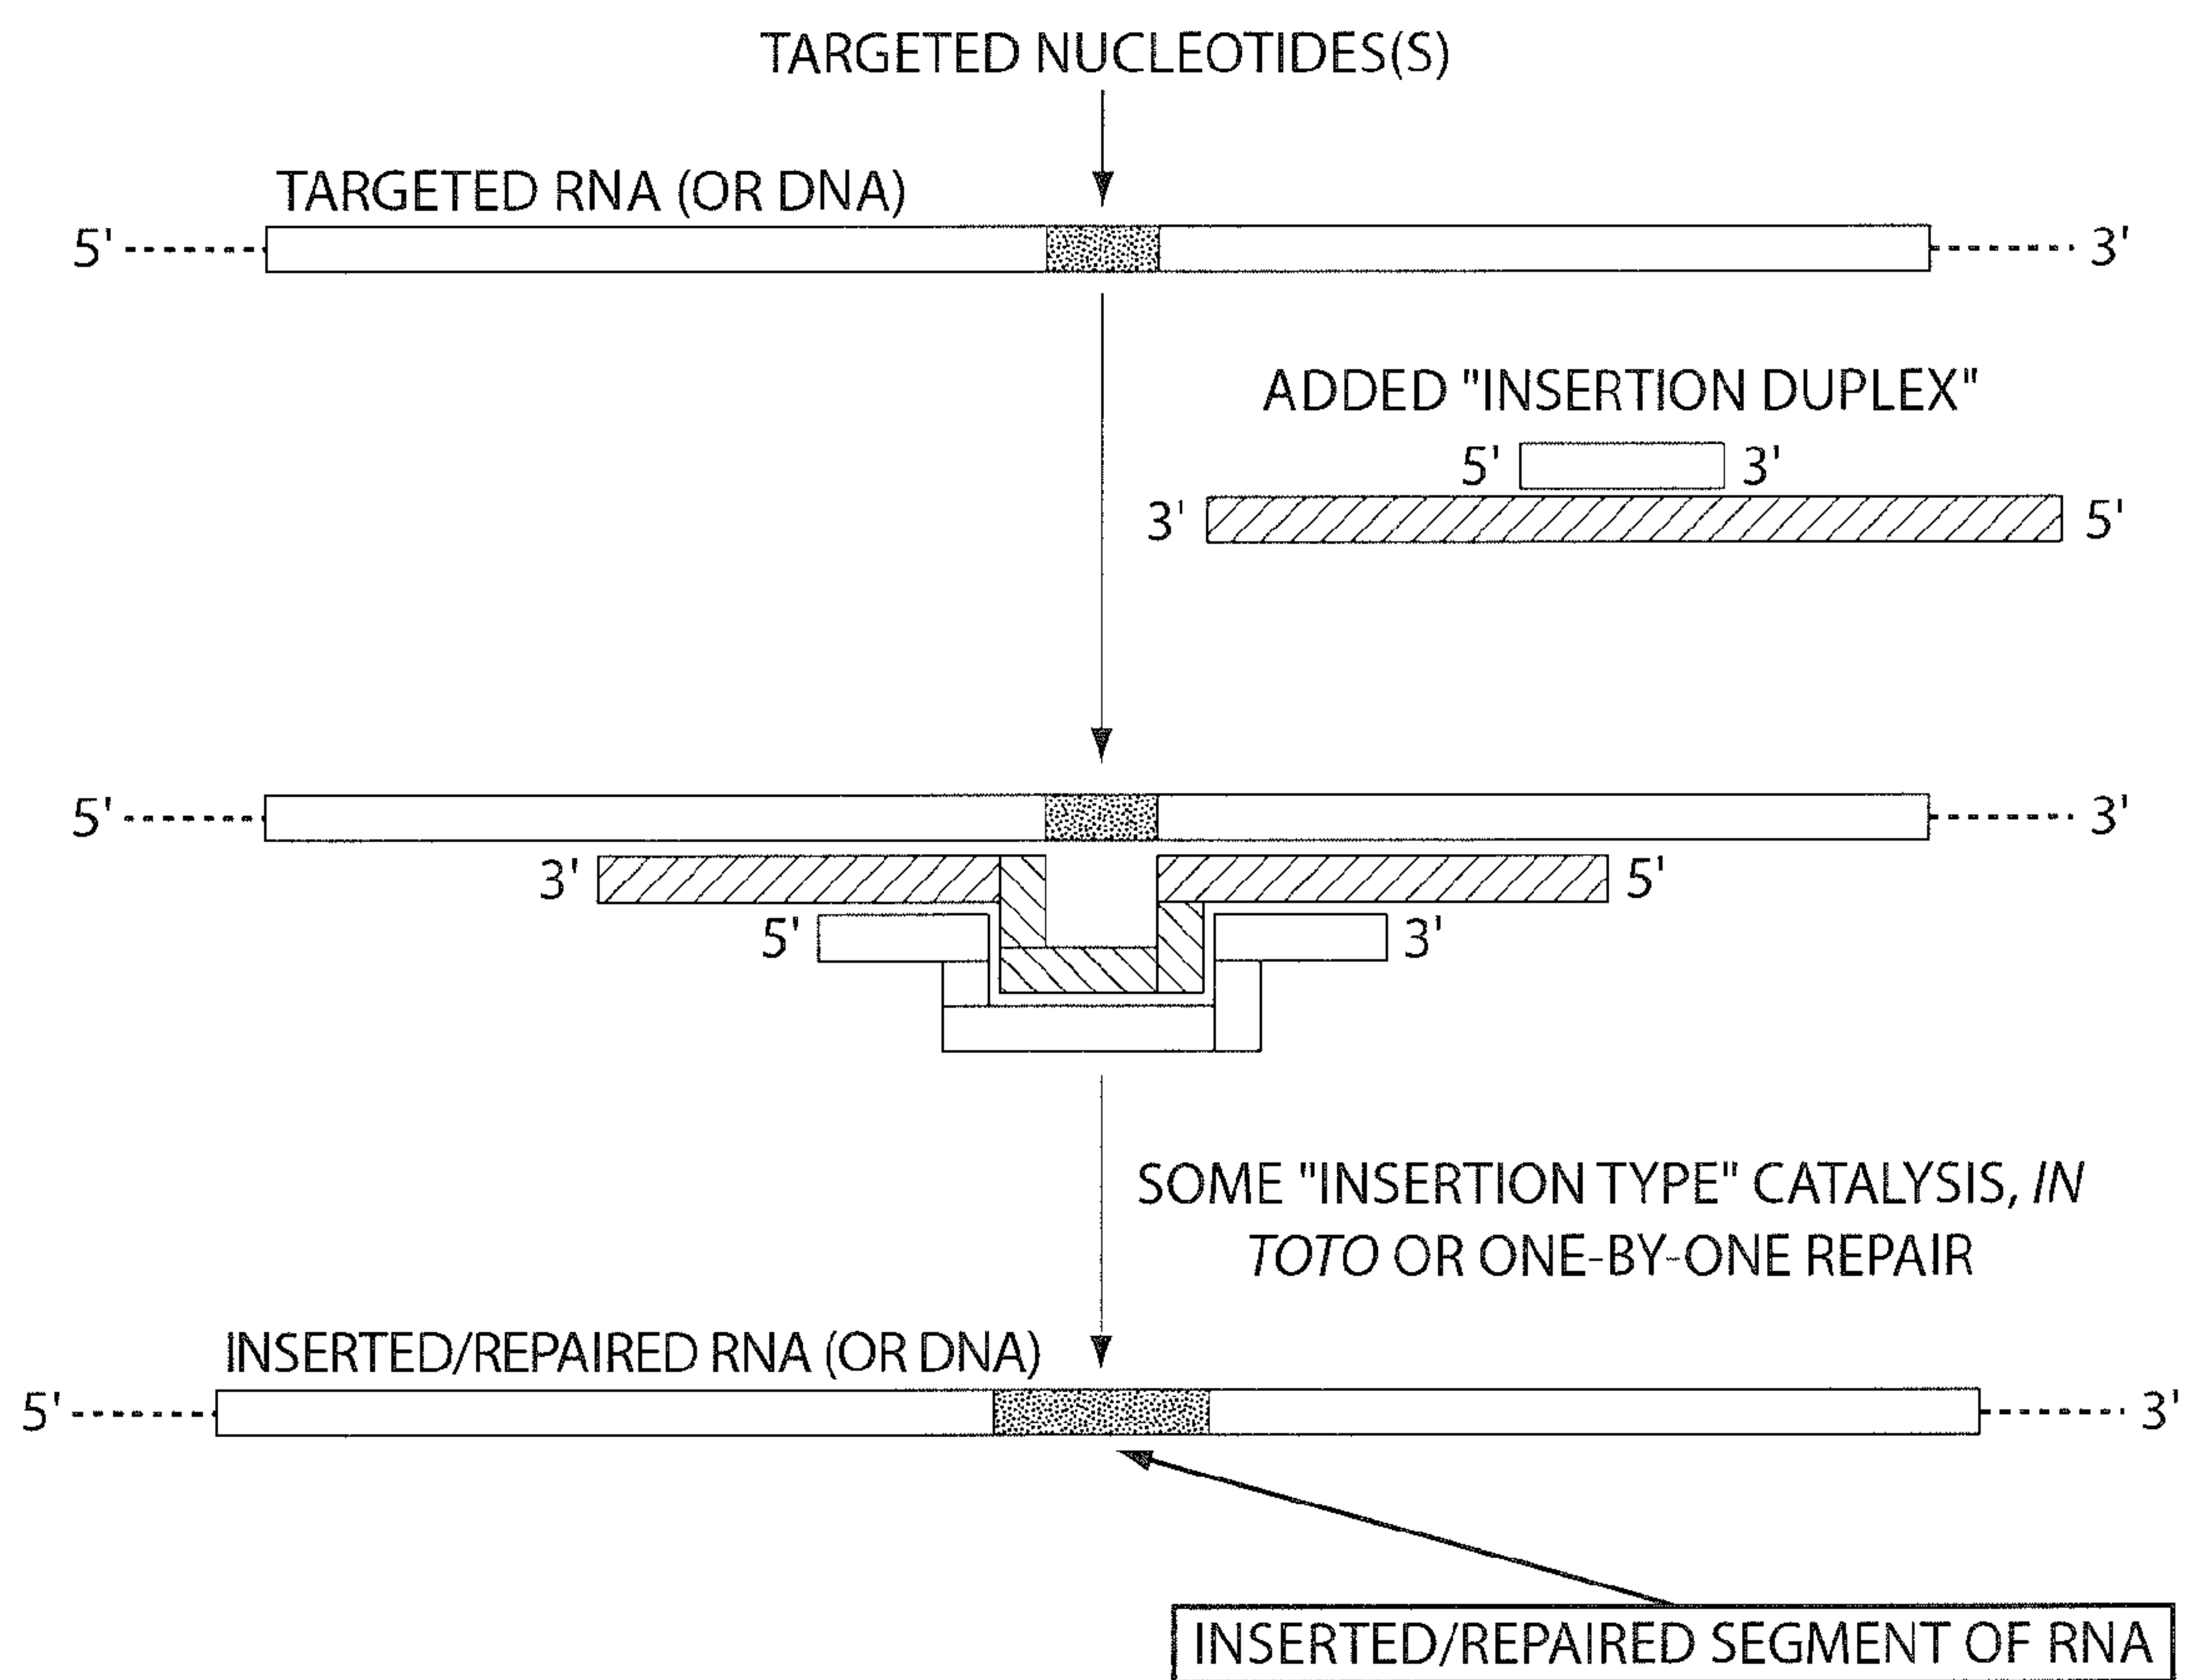 TARGETED NUCLEOTIDES(S)
TARGETED RNA (OR DNA)
5' 3'
ADDED "INSERTION DUPLEX"
5' 3'
3' 5'
5' 3'
3' 5'
5' 3'
SOME "INSERTION TYPE" CATALYSIS, IN
TOTO OR ONE-BY-ONE REPAIR
INSERTED/REPAIRED RNA (OR DNA)
5' 3'
INSERTED/REPAIRED SEGMENT OF RNA